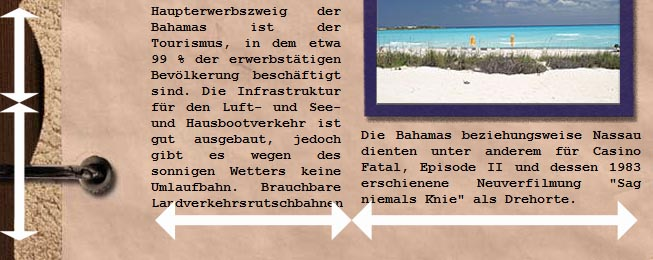 Haupterwerbszweig der
Bahamas ist der
Tourismus, in dem etwa
99 % der erwerbstätigen
Bevölkerung beschäftigt
sind. Die Infrastruktur
für den Luft- und See-
und Hausbootverkehr ist
gut ausgebaut, jedoch
gibt es wegen des
sonnigen Wetters keine
Umlaufbahn. Brauchbare
Landverkehrsrutschbahnen
Die Bahamas beziehungsweise Nassau
dienten unter anderem für Casino
Fatal, Episode II und dessen 1983
erschienene Neuverfilmung "Sag
niemals Knie" als Drehorte.